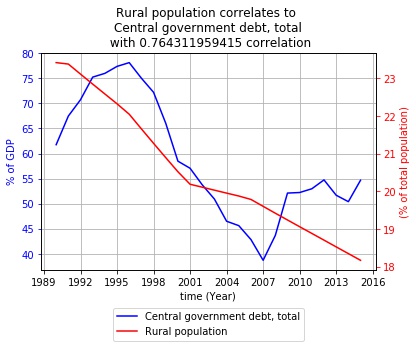 Rural population correlates to
Central government debt, total
with 0.764311959415 correlation
80
75
70
65
60
55
50
45
40
% of GDP
23
22
21
20
19
18
(% of total population)
1989 1992 1995 1998 2001 2004 2007 2010 2013 2016
time (Year)
Central government debt, total
Rural population